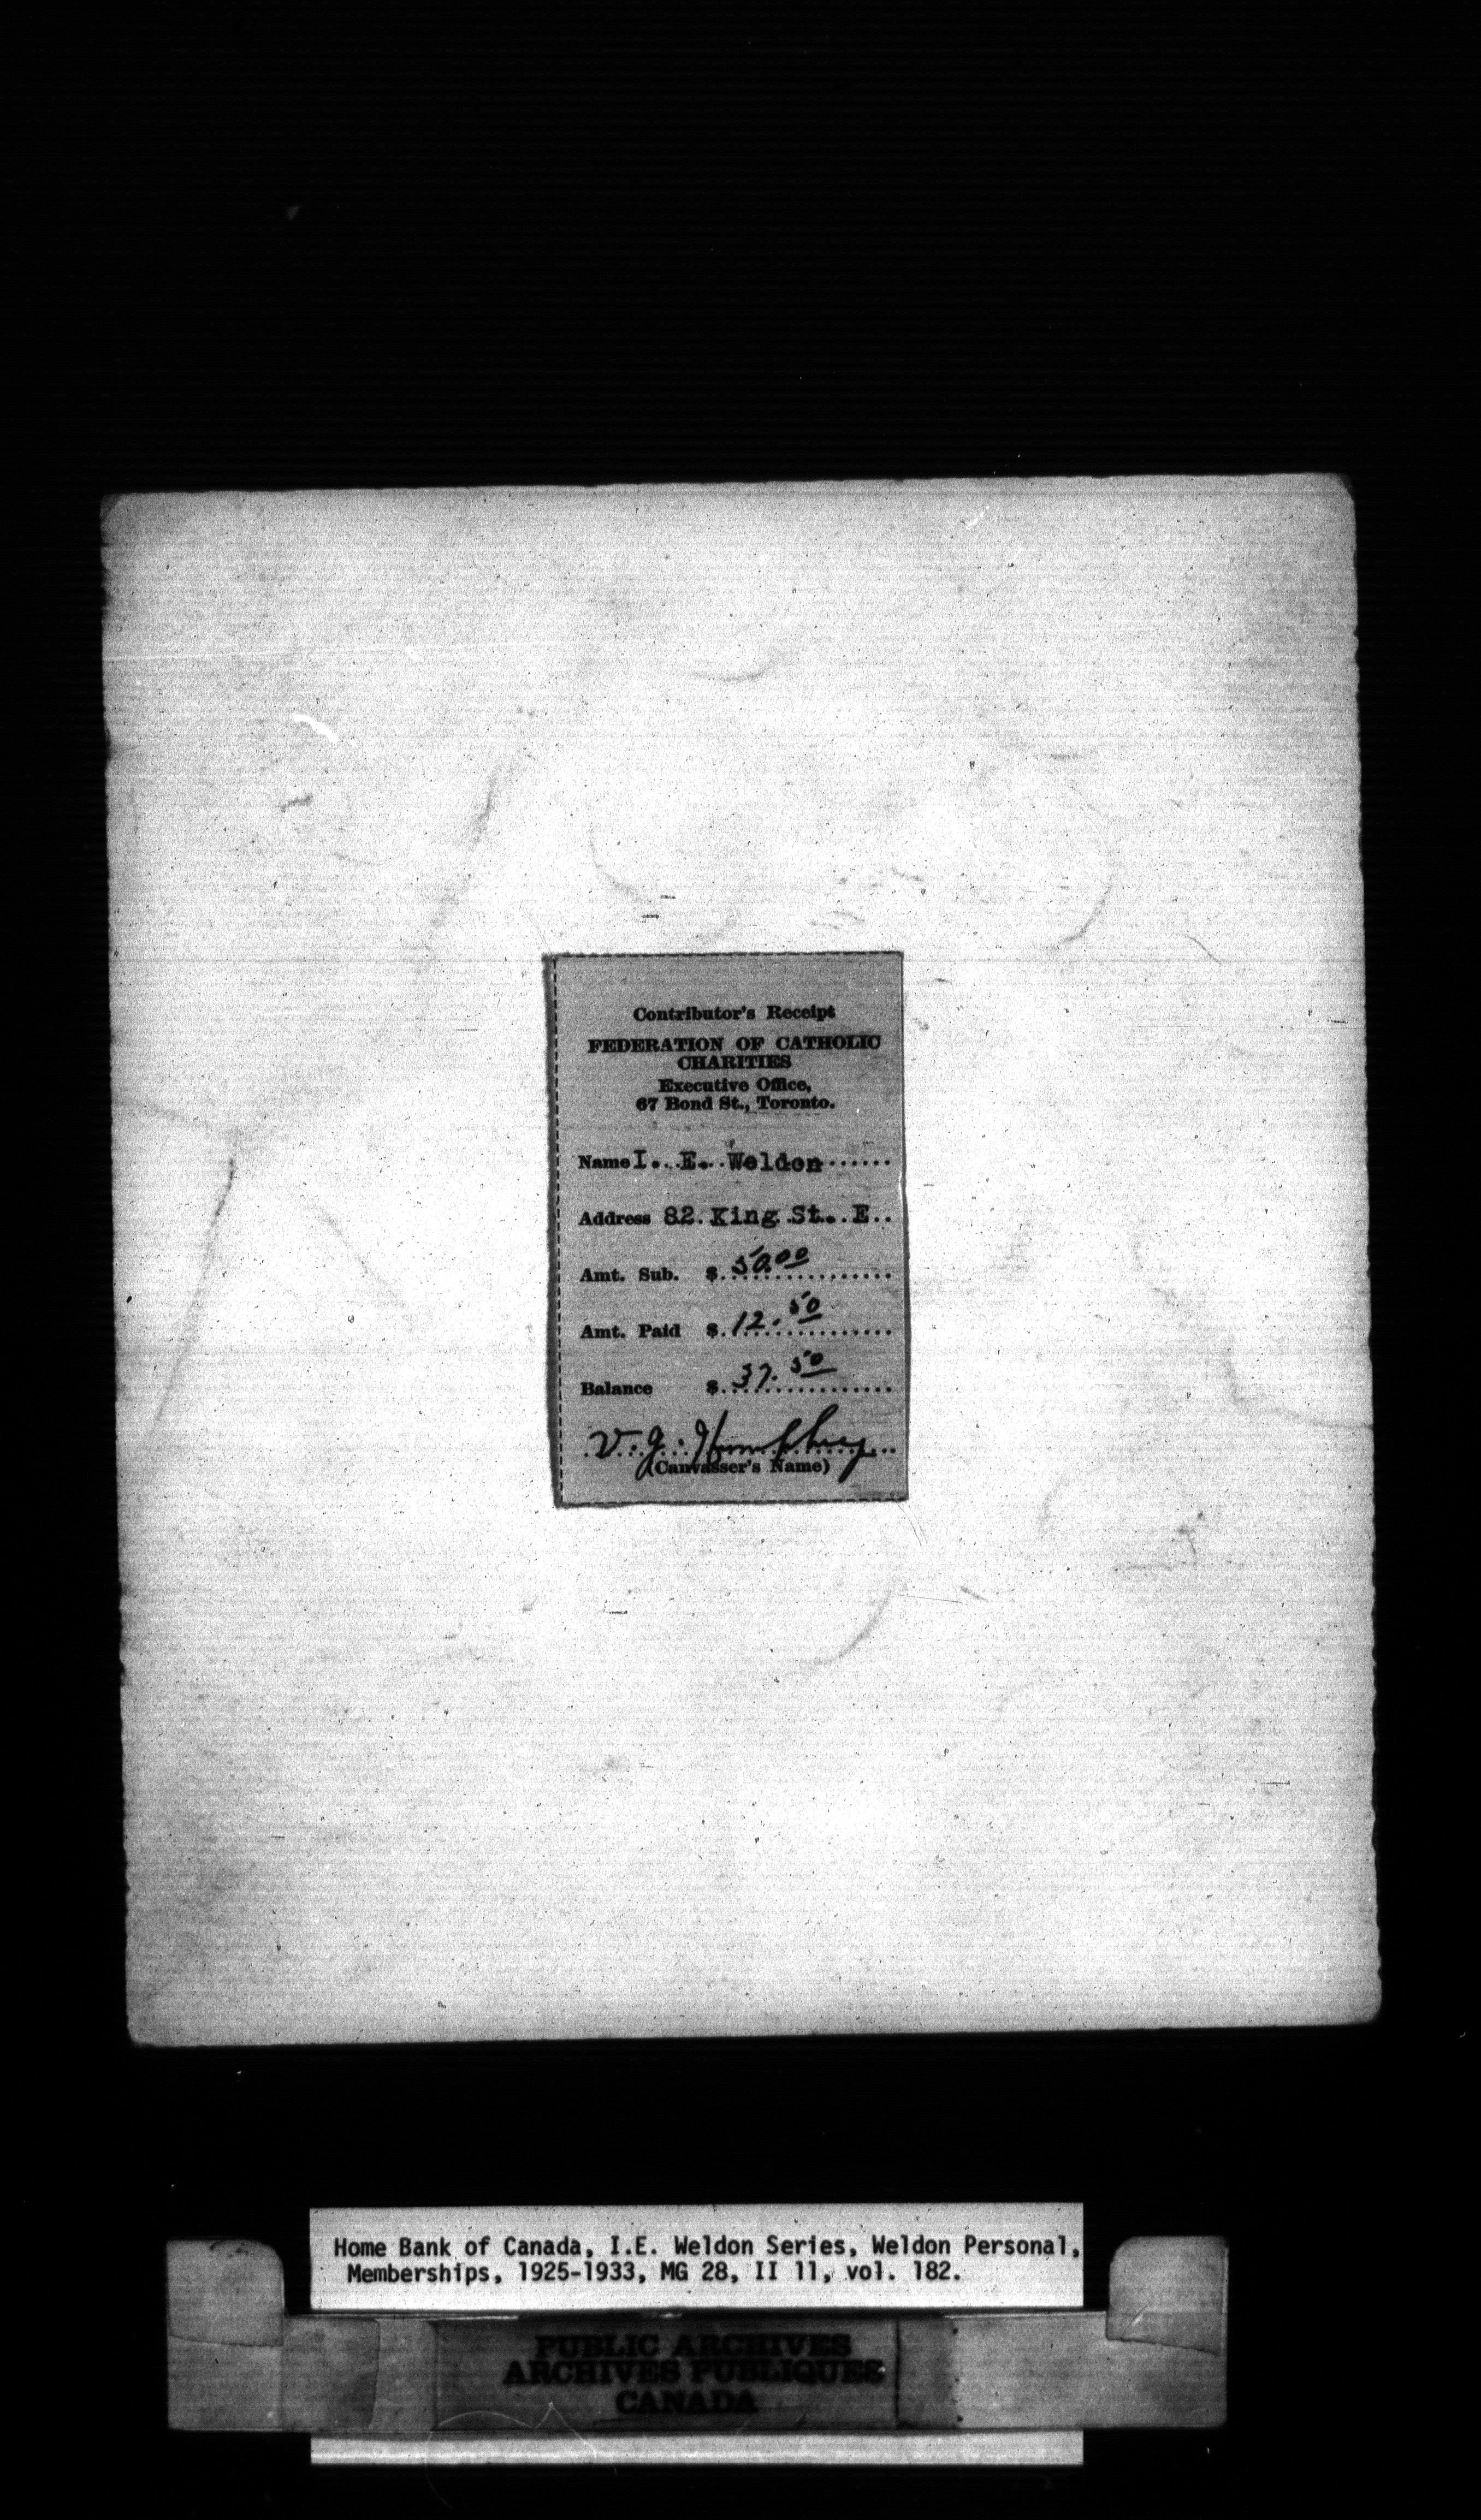 Contributor's Receipt
FEDERATION OF CATHOLIC
CHARITIES
Executive Office,
67 Bond St., Toronto.
Name I. E. Weldon
Address 82 King St. E.
Amt. Sub. $ 50.00
Amt. Paid $ 12.50
Balance $ 37.50
V. J. Humphrey
(Canvasser's Name)
Home Bank of Canada, I.E. Weldon Series, Weldon Personal,
Memberships, 1925-1933, MG 28, II 11, vol. 182.
PUBLIC ARCHIVES
ARCHIVES PUBLIQUES
CANADA